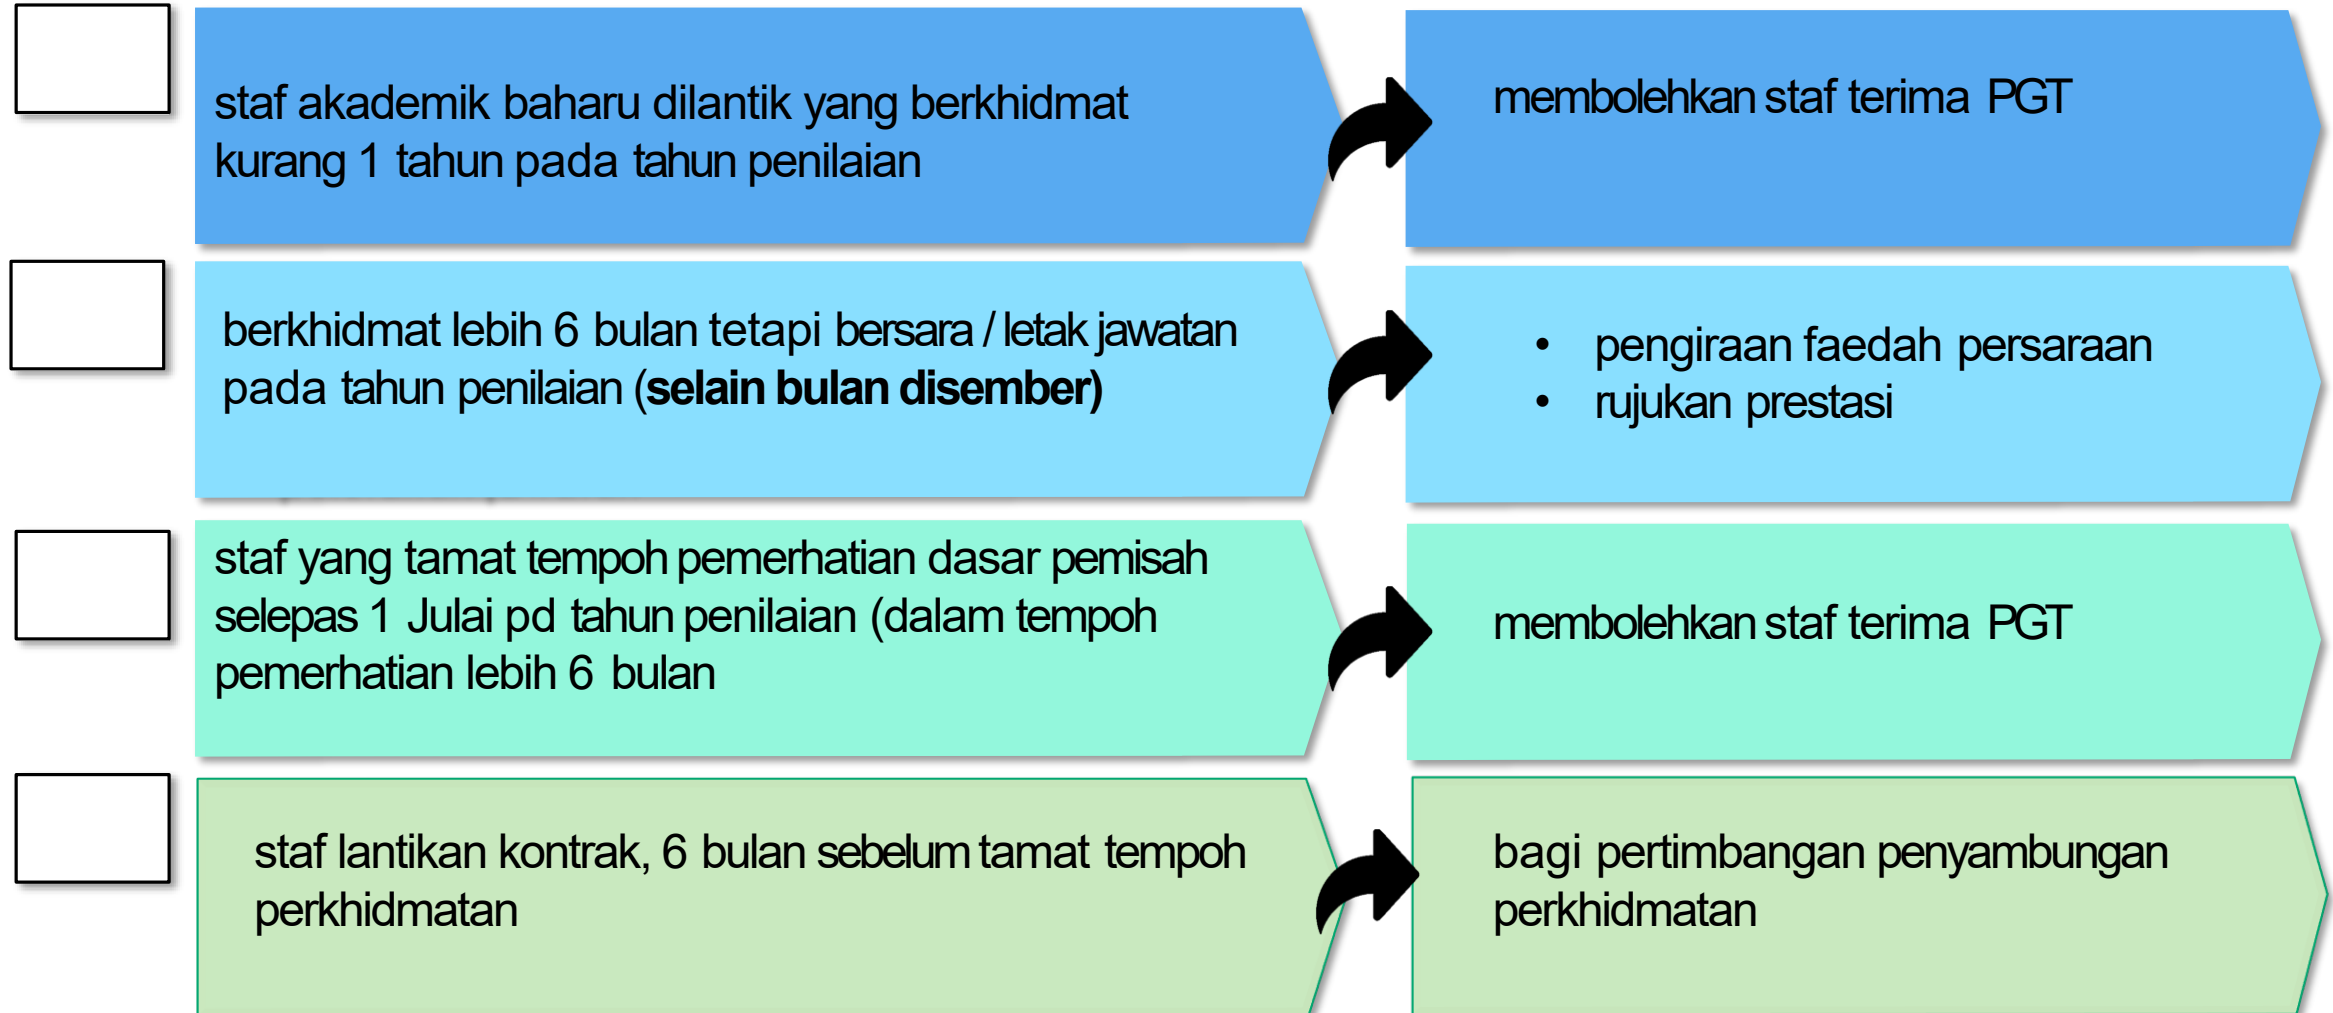 staf akademik baharu dilantik yang berkhidmat
kurang 1 tahun pada tahun penilaian
membolehkan staf terima PGT
berkhidmat lebih 6 bulan tetapi bersara / letak jawatan
pada tahun penilaian (selain bulan disember)
• pengiraan faedah persaraan
• rujukan prestasi
staf yang tamat tempoh pemerhatian dasar pemisah
selepas 1 Julai pd tahun penilaian (dalam tempoh
pemerhatian lebih 6 bulan
membolehkan staf terima PGT
staf lantikan kontrak, 6 bulan sebelum tamat tempoh
perkhidmatan
bagi pertimbangan penyambungan
perkhidmatan